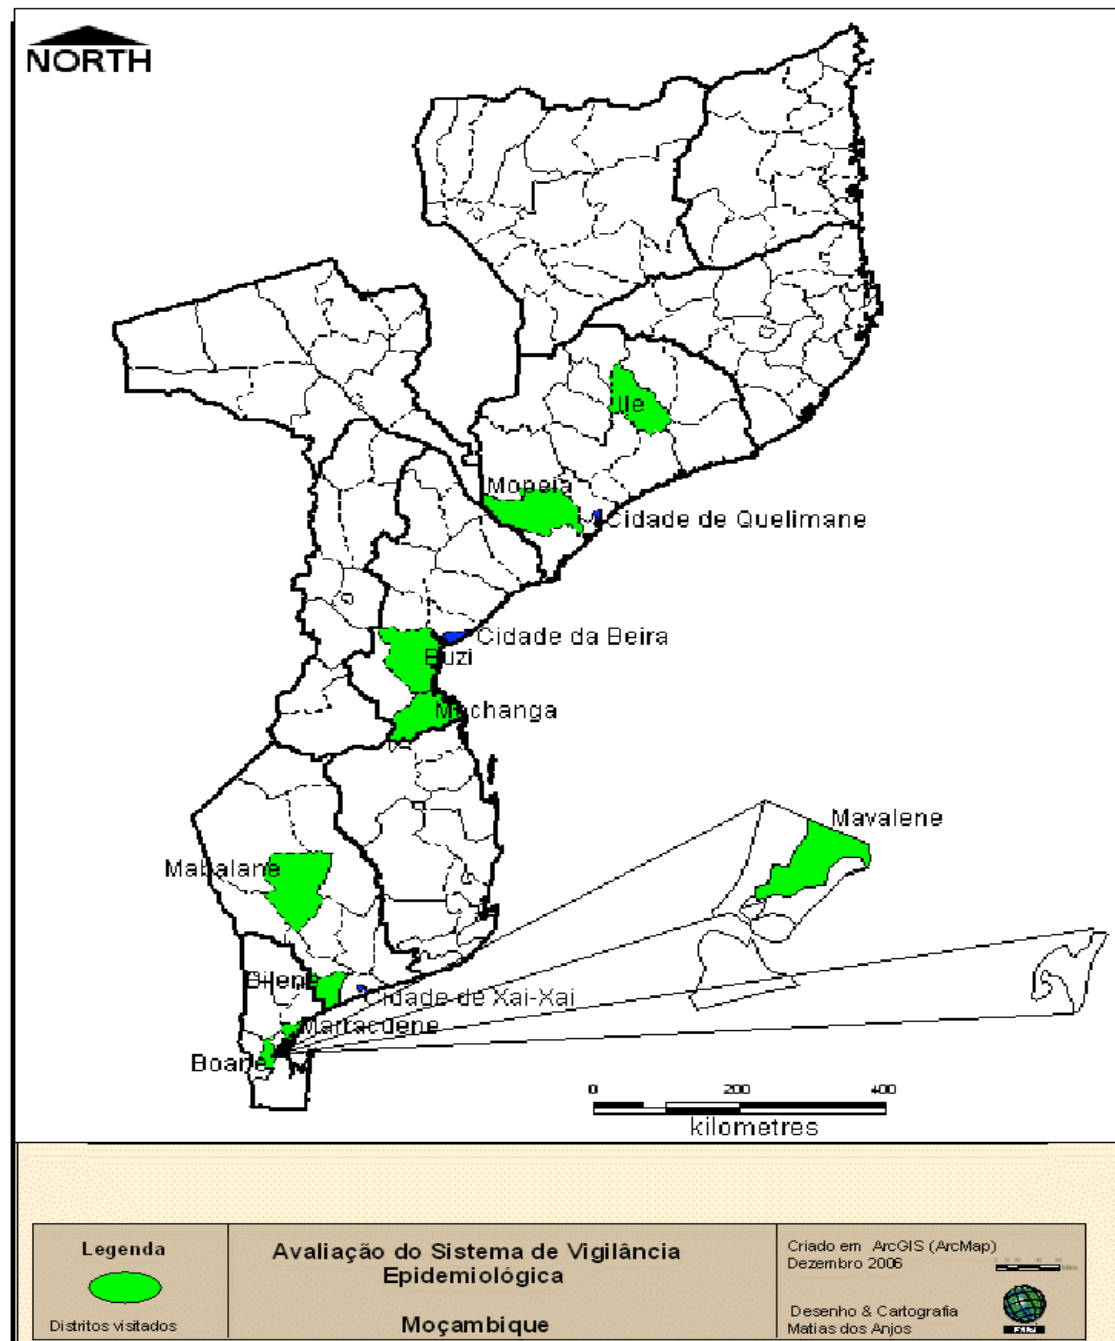 NORTH
Ile
Mopeia
Cidade de Quelimane
Cidade da Beira
Buzi
Machanga
Mavalene
Mabalane
Bilene
Cidade de Xai-Xai
Marracuene
Boane
0 200 400
kilometres
Legenda
Distritos visitados
Avaliação do Sistema de Vigilância
Epidemiológica
Moçambique
Criado em ArcGIS (ArcMap)
Dezembro 2006
Desenho & Cartografia
Matias dos Anjos